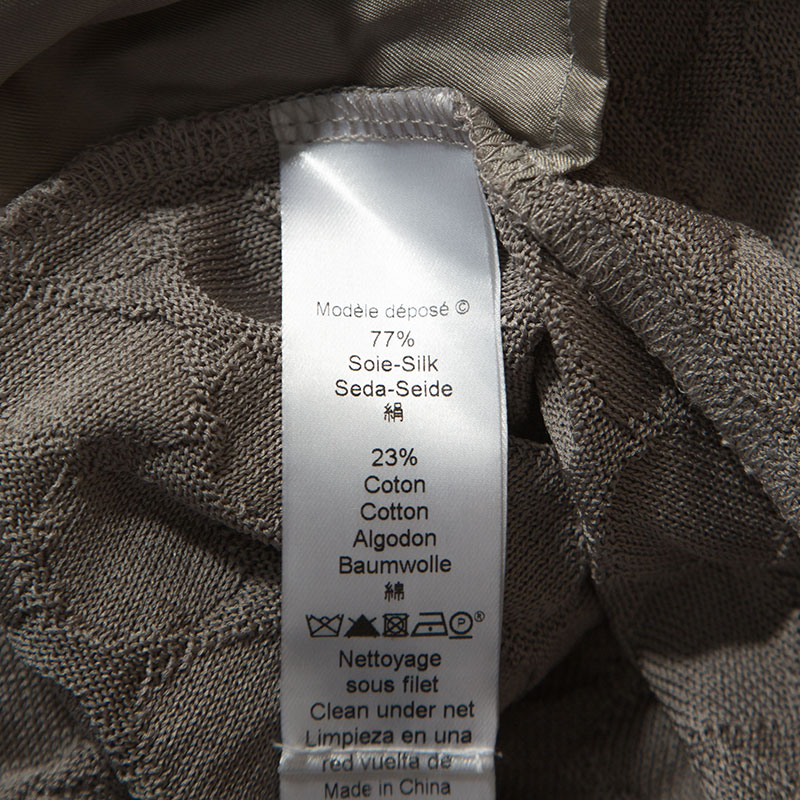 Modèle déposé ©
77%
Soie-Silk
Seda-Seide
絹
23%
Coton
Cotton
Algodon
Baumwolle
綿
P®
Nettoyage
sous filet
Clean under net
Limpieza en una
red vuelta de
Made in China